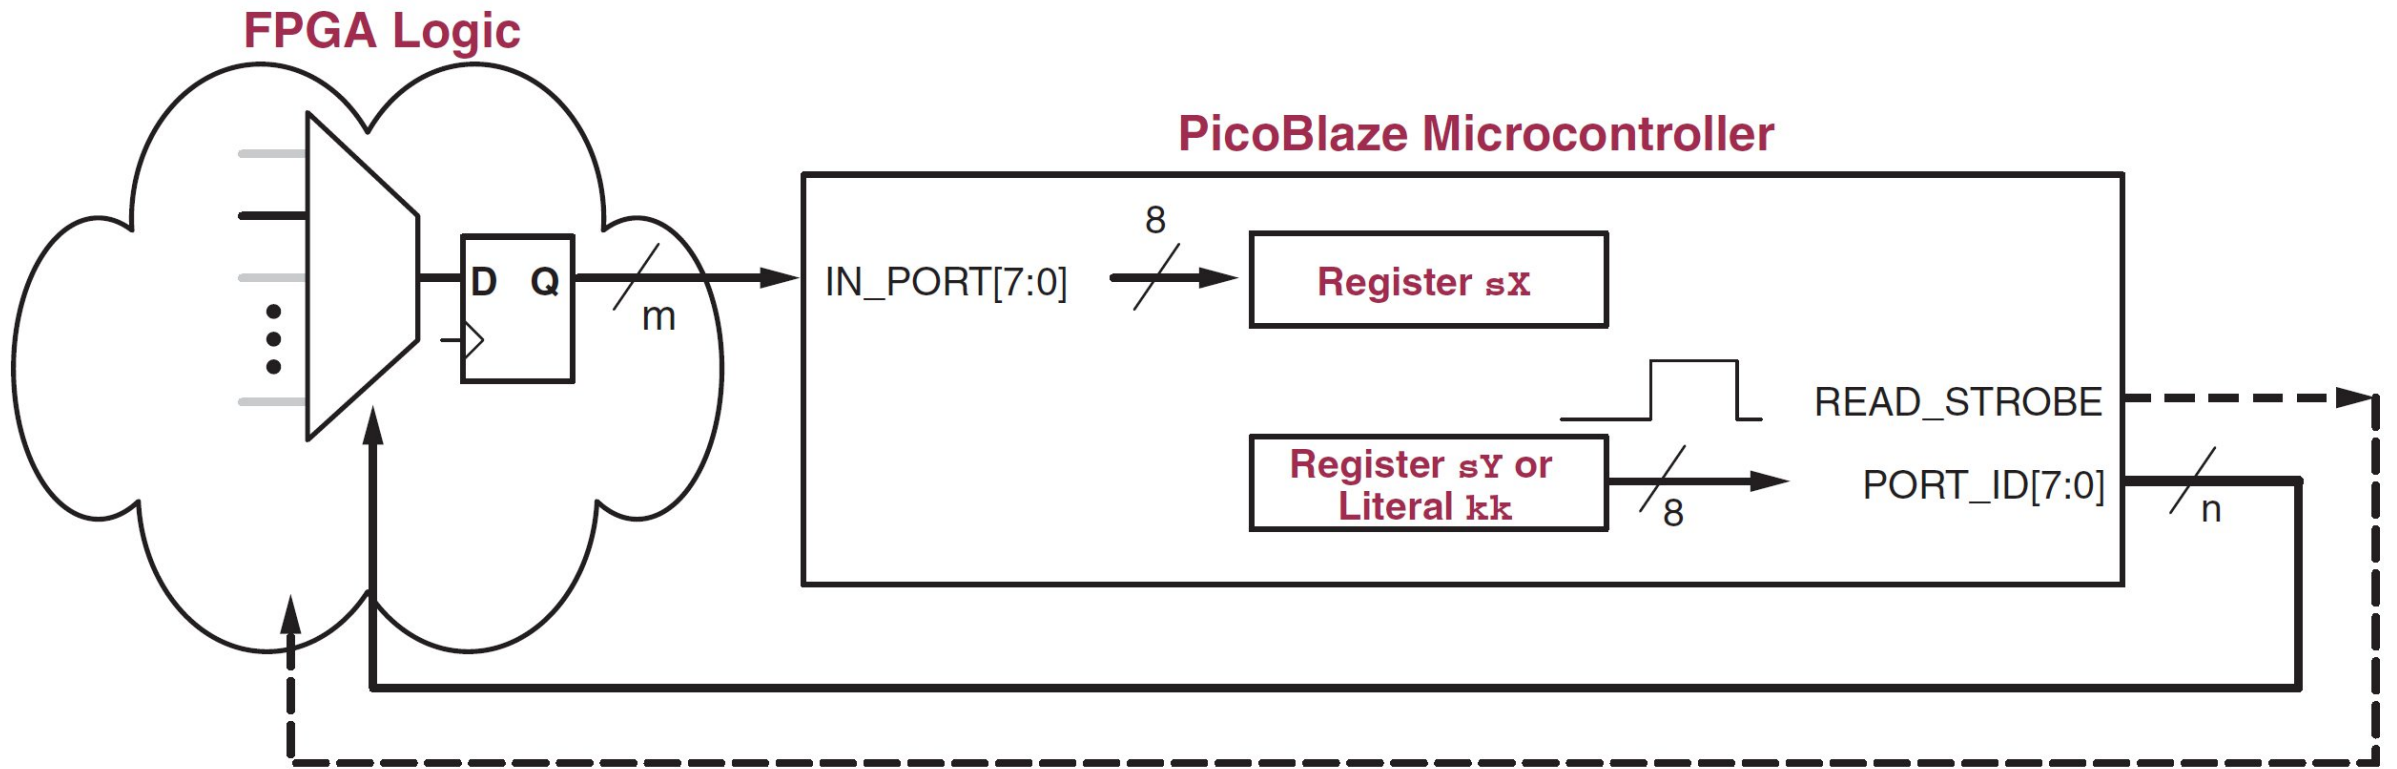 FPGA Logic
PicoBlaze Microcontroller
D Q
m
IN_PORT[7:0]
8
Register sX
READ_STROBE
Register sY or
Literal kk
8
PORT_ID[7:0]
n